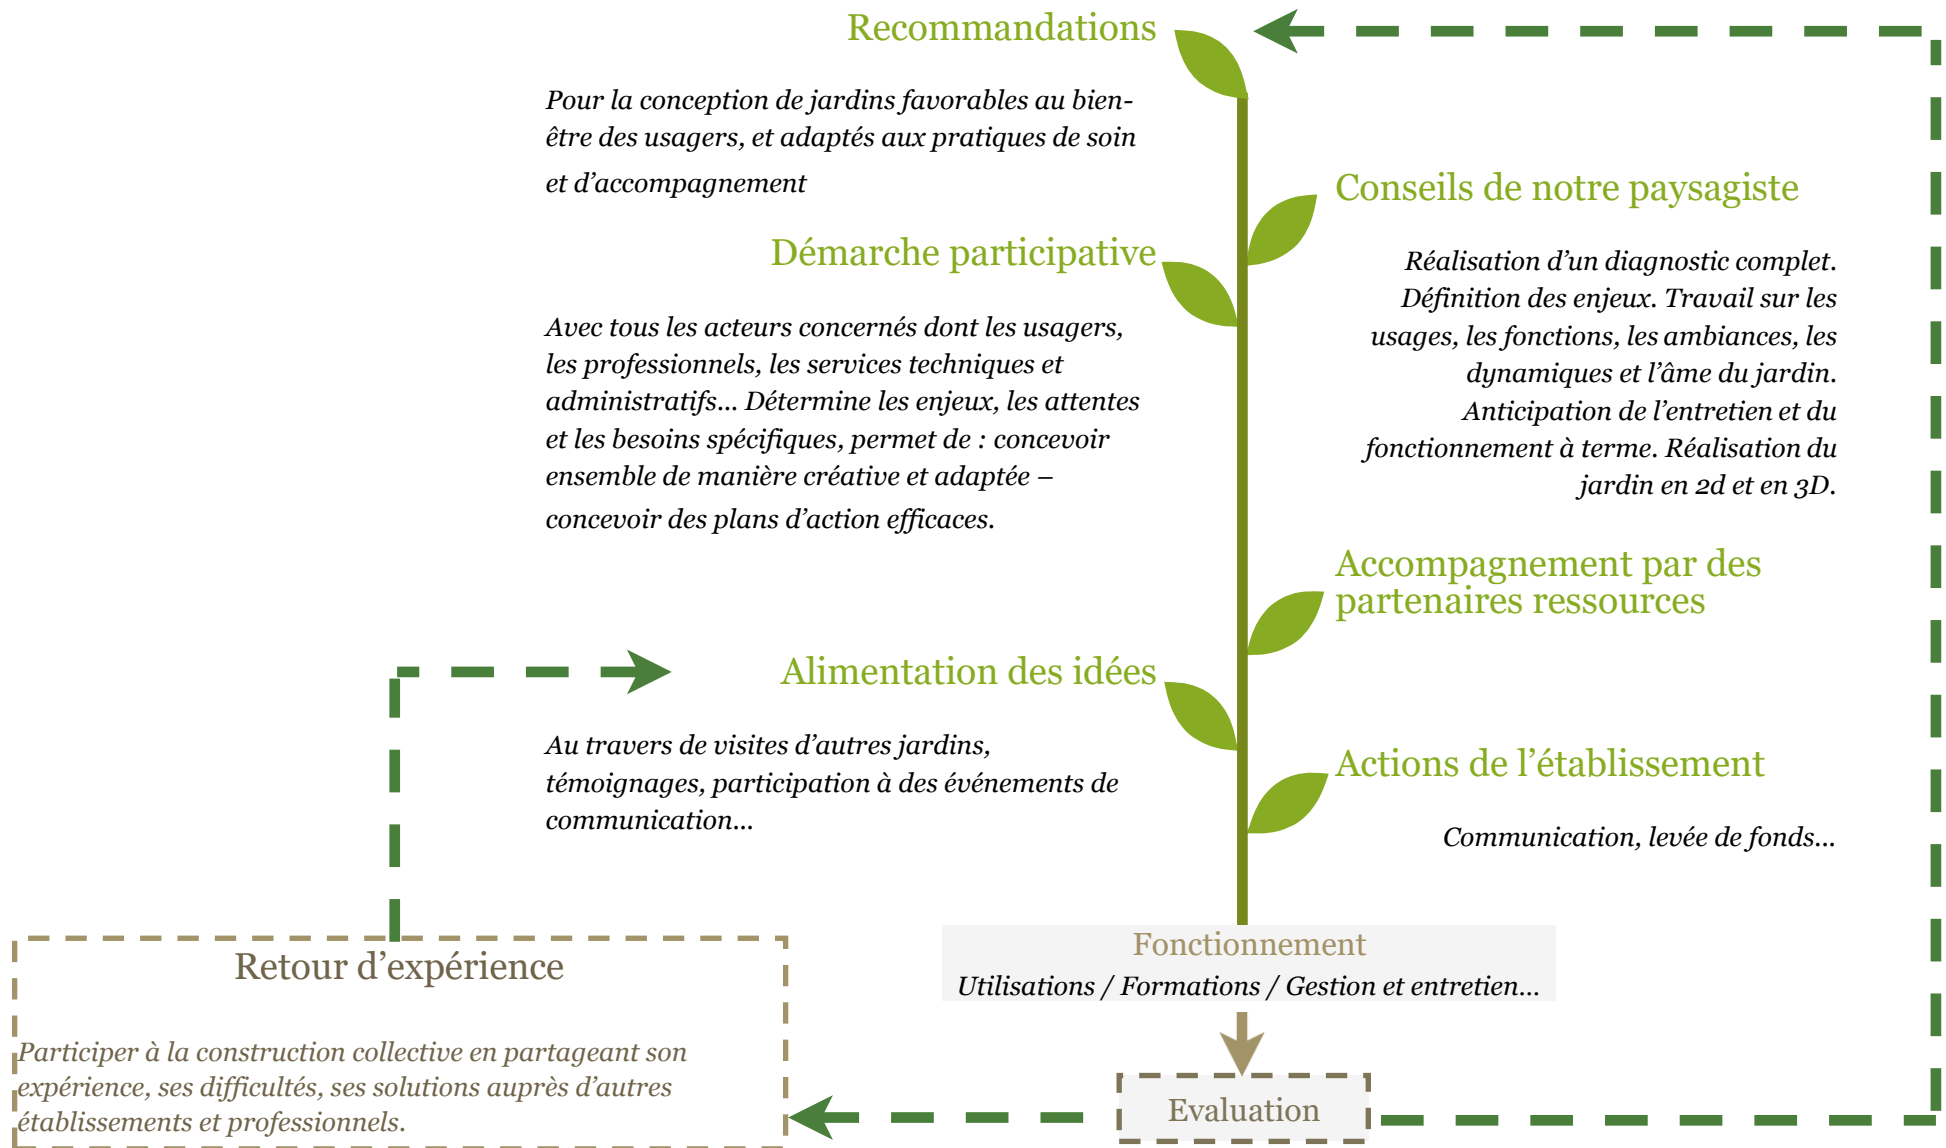 Recommandations
Pour la conception de jardins favorables au bien-
être des usagers, et adaptés aux pratiques de soin
et d’accompagnement
Conseils de notre paysagiste
Réalisation d’un diagnostic complet.
Définition des enjeux. Travail sur les
usages, les fonctions, les ambiances, les
dynamiques et l’âme du jardin.
Anticipation de l’entretien et du
fonctionnement à terme. Réalisation du
jardin en 2d et en 3D.
Démarche participative
Avec tous les acteurs concernés dont les usagers,
les professionnels, les services techniques et
administratifs... Détermine les enjeux, les attentes
et les besoins spécifiques, permet de : concevoir
ensemble de manière créative et adaptée –
concevoir des plans d’action efficaces.
Accompagnement par des
partenaires ressources
Alimentation des idées
Au travers de visites d’autres jardins,
témoignages, participation à des événements de
communication...
Actions de l’établissement
Communication, levée de fonds...
Fonctionnement
Utilisations / Formations / Gestion et entretien...
Retour d’expérience
Participer à la construction collective en partageant son
expérience, ses difficultés, ses solutions auprès d’autres
établissements et professionnels.
Evaluation